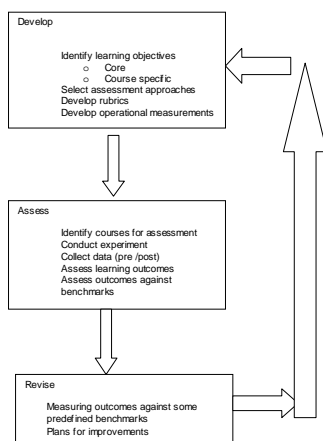 Develop
Identify learning objectives
o Core
o Course specific
Select assessment approaches
Develop rubrics
Develop operational measurements
Assess
Identify courses for assessment
Conduct experiment
Collect data (pre /post)
Assess learning outcomes
Assess outcomes against
benchmarks
Revise
Measuring outcomes against some
predefined benchmarks
Plans for improvements